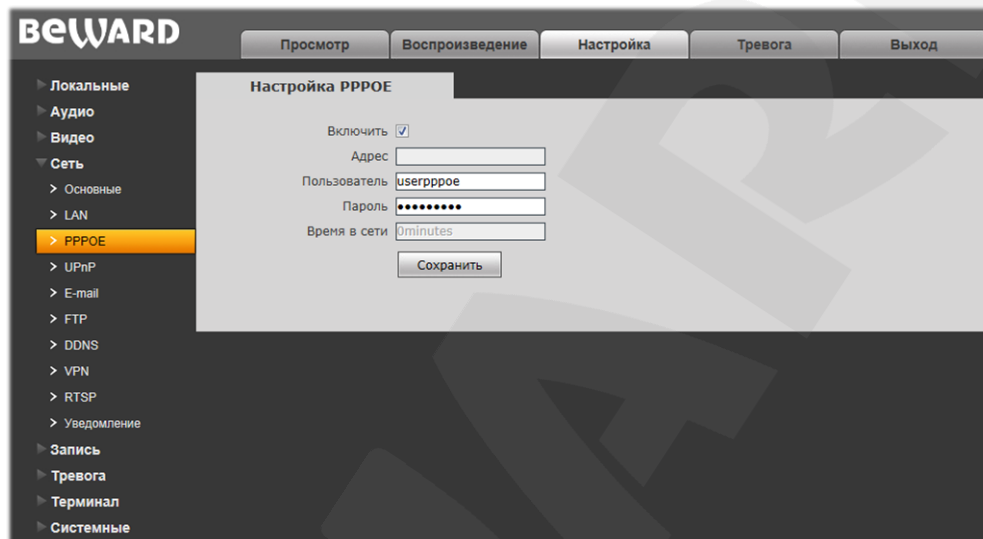 BEWARD
Просмотр Воспроизведение Настройка Тревога Выход
Локальные
Аудио
Видео
Сеть
> Основные
> LAN
> PPPOE
> UPnP
> E-mail
> FTP
> DDNS
> VPN
> RTSP
> Уведомление
Запись
Тревога
Терминал
Системные
Настройка PPPOE
Включить
Адрес
Пользователь userpppoe
Пароль •••••••••
Время в сети 0minutes
Сохранить